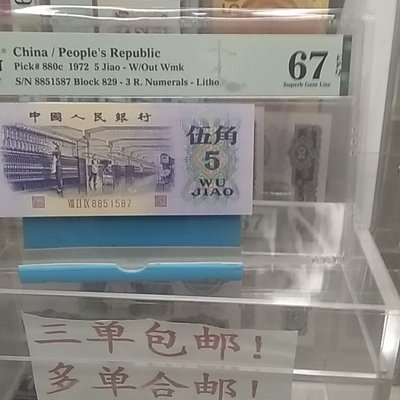 China / People's Republic
Pick# 880c 1972 5 Jiao - W/Out Wmk
S/N 8851587 Block 829 - 3 R. Numerals - Litho
67
EPQ
Superb Gem Unc
中國人民銀行
伍角
5
WU
JIAO
8851587
三单包邮!
多单合邮!